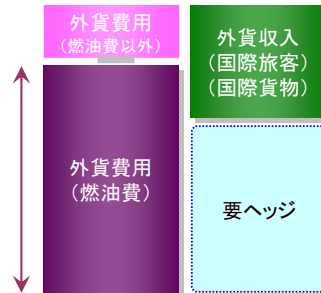 外貨費用
（燃油費以外）
外貨収入
（国際旅客）
（国際貨物）
外貨費用
（燃油費）
要ヘッジ